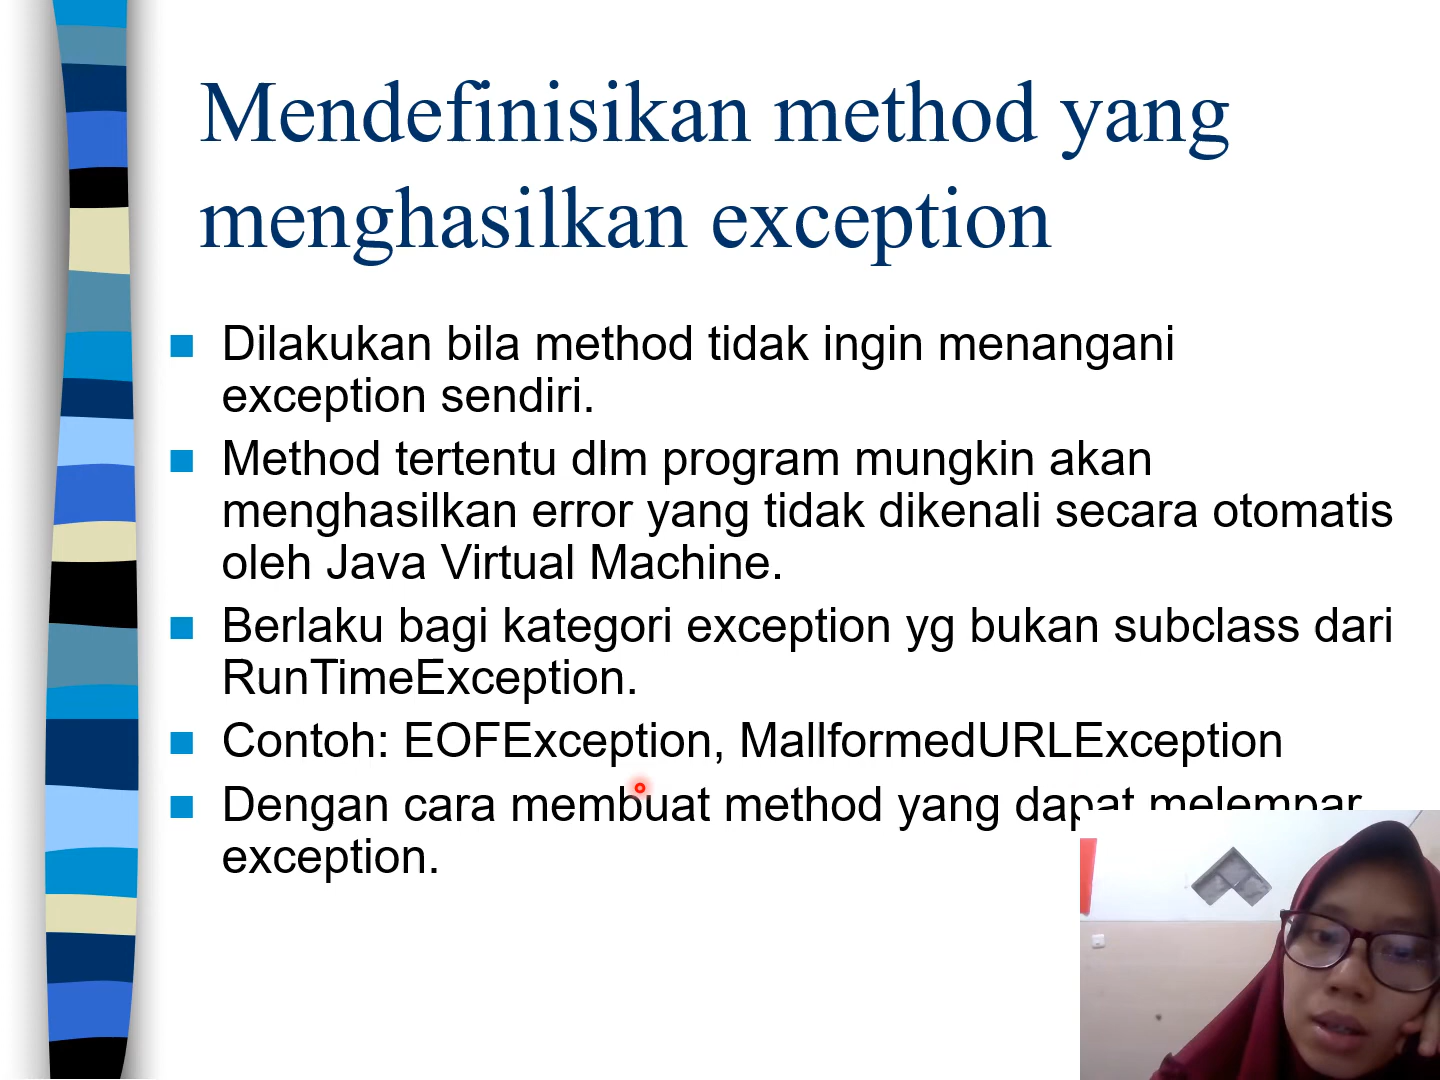 Mendefinisikan method yang
menghasilkan exception
Dilakukan bila method tidak ingin menangani
exception sendiri.
Method tertentu dlm program mungkin akan
menghasilkan error yang tidak dikenali secara otomatis
oleh Java Virtual Machine.
Berlaku bagi kategori exception yg bukan subclass dari
RunTimeException.
Contoh: EOFException, MallformedURLException
Dengan cara membuat method yang dapat melempar
exception.